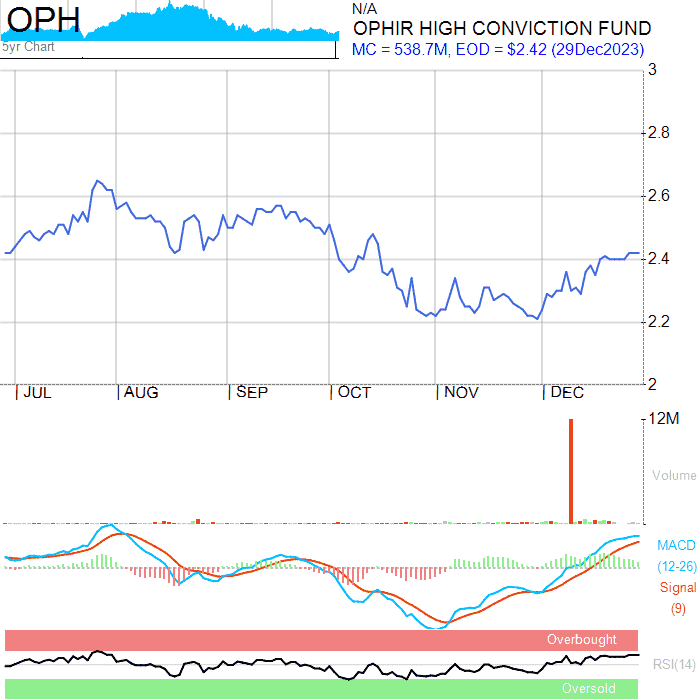 OPH
5yr Chart
N/A
OPHIR HIGH CONVICTION FUND
MC = 538.7M, EOD = $2.42 (29Dec2023)
3
2.8
2.6
2.4
2.2
2
JUL AUG SEP OCT NOV DEC
12M
Volume
MACD
(12-26)
Signal
(9)
Overbought
RSI(14)
Oversold